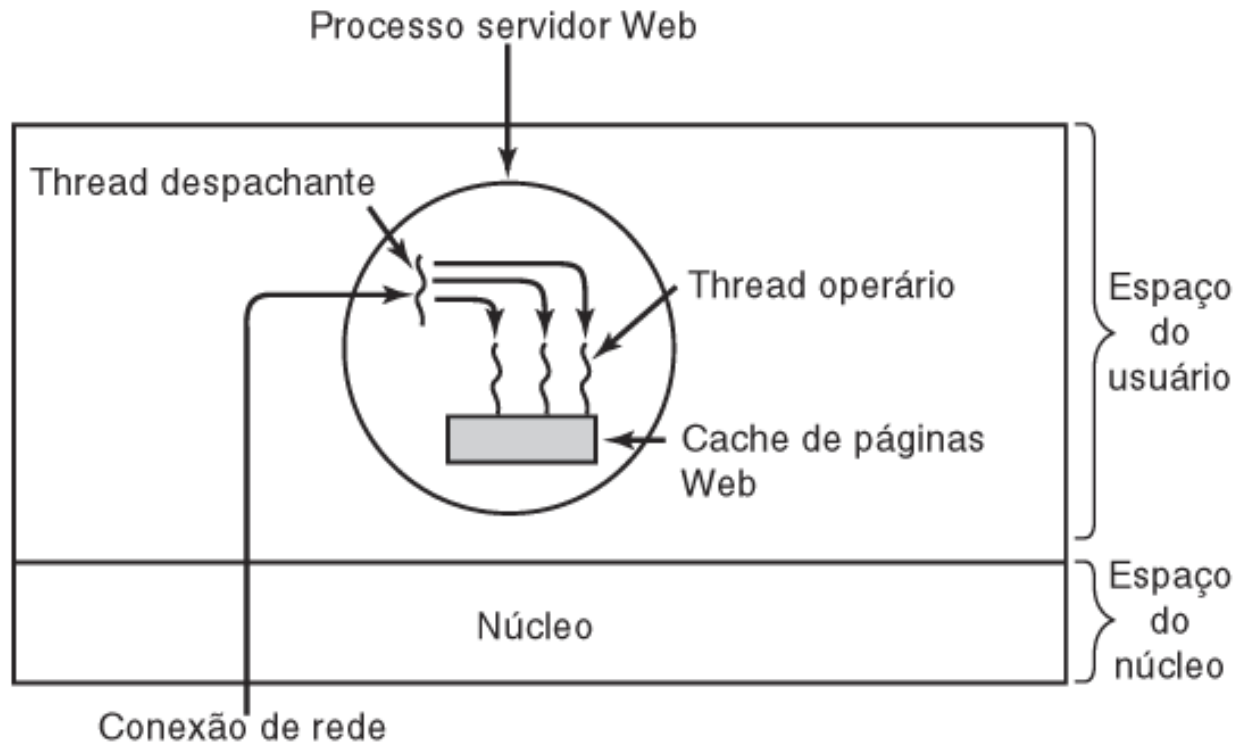 Processo servidor Web
Thread despachante
Thread operário
Espaço
do
usuário
Cache de páginas
Web
Espaço
do
núcleo
Núcleo
Conexão de rede